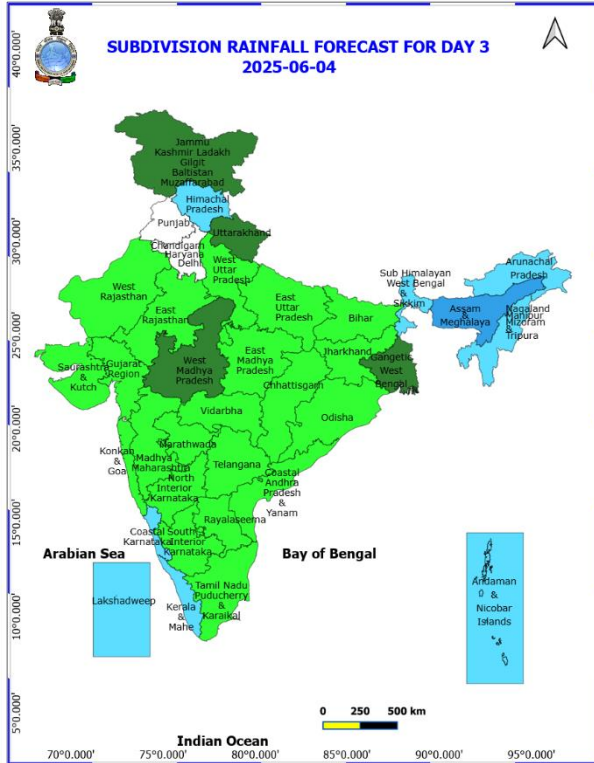 SUBDIVISION RAINFALL FORECAST FOR DAY 3
2025-06-04
40°0.000'
35°0.000'
30°0.000'
25°0.000'
20°0.000'
15°0.000'
10°0.000'
5°0.000'
Jammu
Kashmir Ladakh
Gilgit
Baltistan
Muzaffarabad
Himachal
Pradesh
Punjab
Uttarakhand
Chandigarh
Haryana
Delhi
West
Uttar
Pradesh
Arunachal
Pradesh
Sub Himalayan
West Bengal
&
Sikkim
West
Rajasthan
East
Rajasthan
East
Uttar
Pradesh
Bihar
Assam
&
Meghalaya
Nagaland
Manipur
Mizoram
&
Tripura
Saurashtra
&
Kutch
Gujarat
Region
West
Madhya
Pradesh
East
Madhya
Pradesh
Jharkhand
Gangetic
West
Bengal
Chhattisgarh
Vidarbha
Odisha
Konkan
&
Goa
Marathwada
Madhya
Maharashtra
North
Interior
Karnataka
Telangana
Coastal
Andhra
Pradesh
&
Yanam
Rayalaseema
Coastal
Karnataka
South
Interior
Karnataka
Arabian Sea
Bay of Bengal
Lakshadweep
Kerala
&
Mahe
Tamil Nadu
Puducherry
&
Karaikal
Andaman
&
Nicobar
Islands
0 250 500 km
Indian Ocean
70°0.000' 75°0.000' 80°0.000' 85°0.000' 90°0.000' 95°0.000'